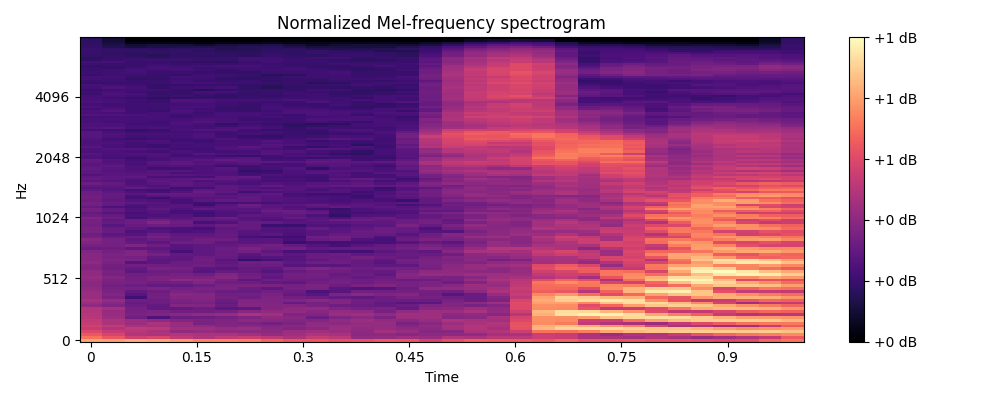 Normalized Mel-frequency spectrogram
Hz
4096
2048
1024
512
0
0 0.15 0.3 0.45 0.6 0.75 0.9
Time
+1 dB
+1 dB
+1 dB
+0 dB
+0 dB
+0 dB